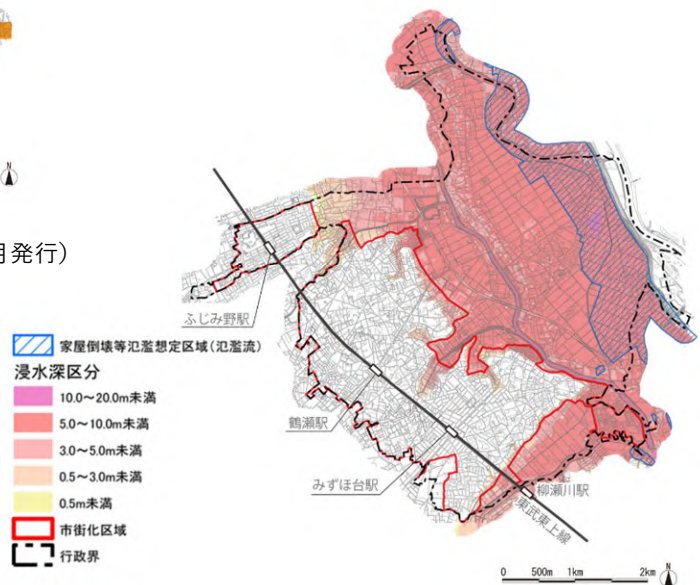 N
月発行)
家屋倒壊等氾濫想定区域(氾濫流)
浸水深区分
10.0～20.0m未満
5.0～10.0m未満
3.0～5.0m未満
0.5～3.0m未満
0.5m未満
市街化区域
行政界
ふじみ野駅
鶴瀬駅
みずほ台駅
柳瀬川駅
東武東上線
0 500m 1km 2km
N